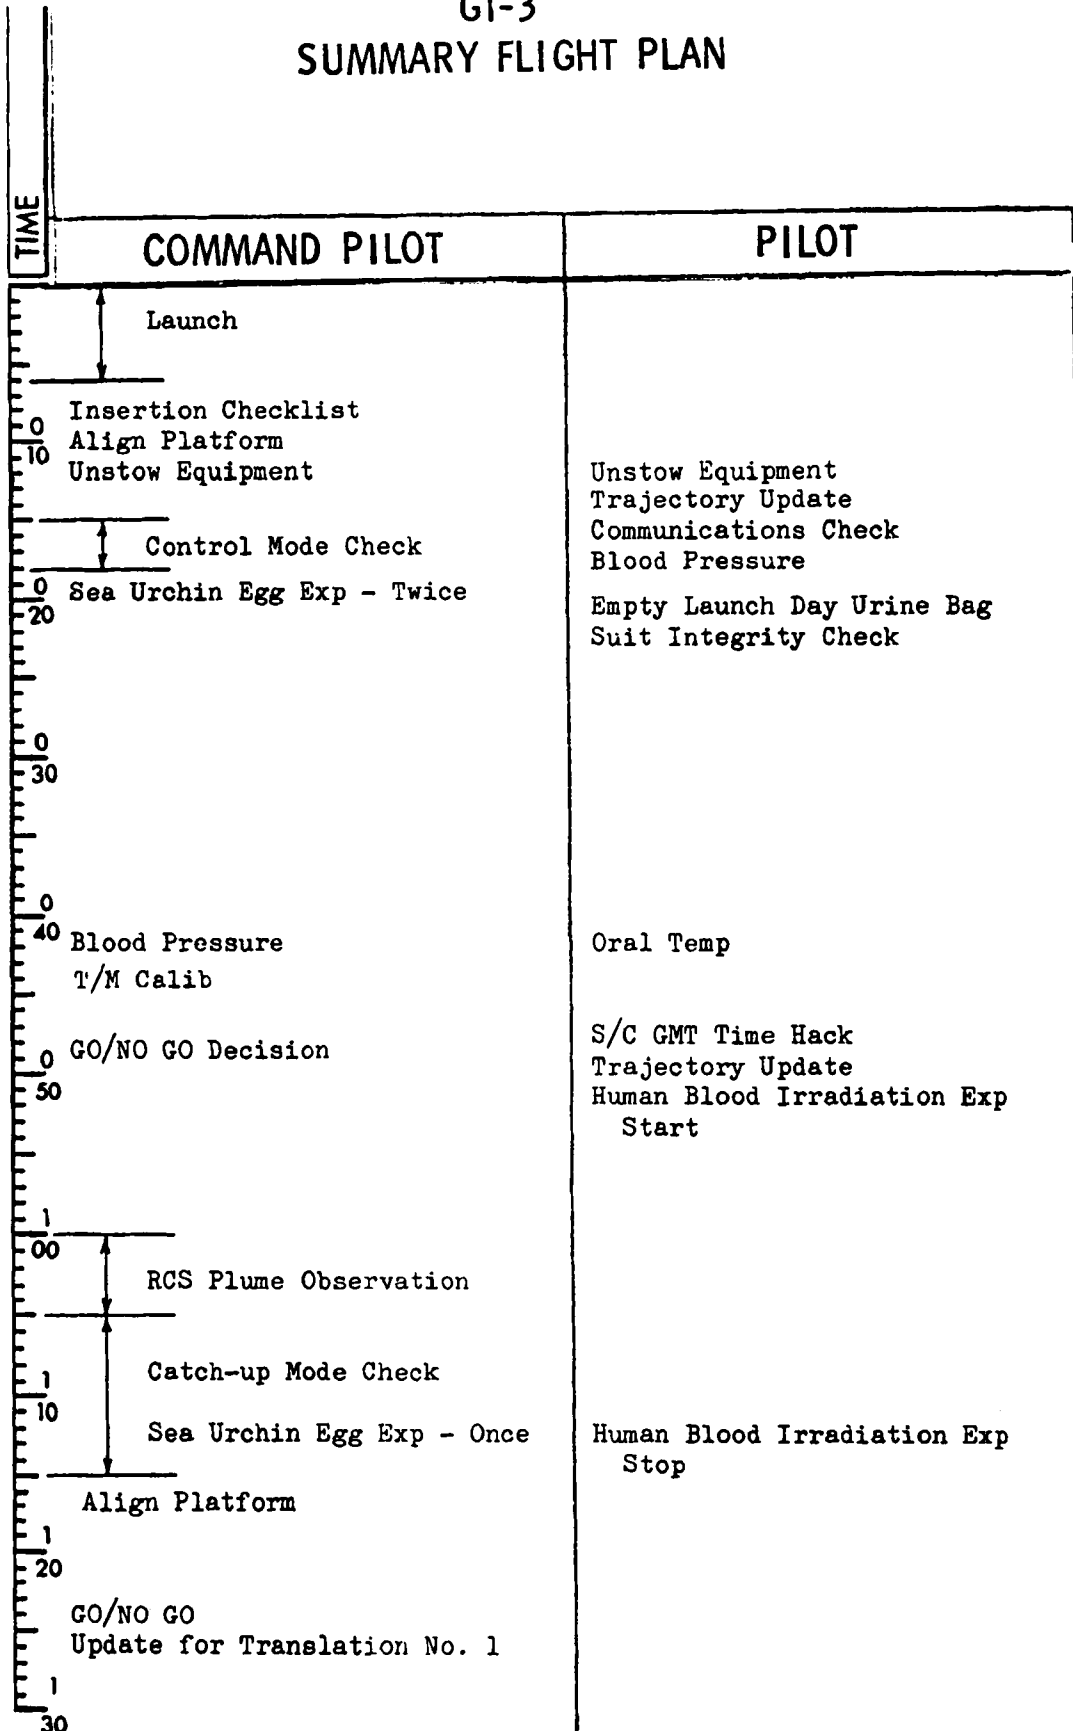 GT-3
SUMMARY FLIGHT PLAN
TIME
COMMAND PILOT
PILOT
Launch
Insertion Checklist
0
10
Align Platform
Unstow Equipment
Unstow Equipment
Trajectory Update
Communications Check
Control Mode Check
Blood Pressure
0
20
Sea Urchin Egg Exp - Twice
Empty Launch Day Urine Bag
Suit Integrity Check
0
30
0
40
Blood Pressure
Oral Temp
T/M Calib
S/C GMT Time Hack
0
50
GO/NO GO Decision
Trajectory Update
Human Blood Irradiation Exp
Start
1
00
RCS Plume Observation
Catch-up Mode Check
1
10
Sea Urchin Egg Exp - Once
Human Blood Irradiation Exp
Stop
Align Platform
1
20
GO/NO GO
Update for Translation No. 1
1
30